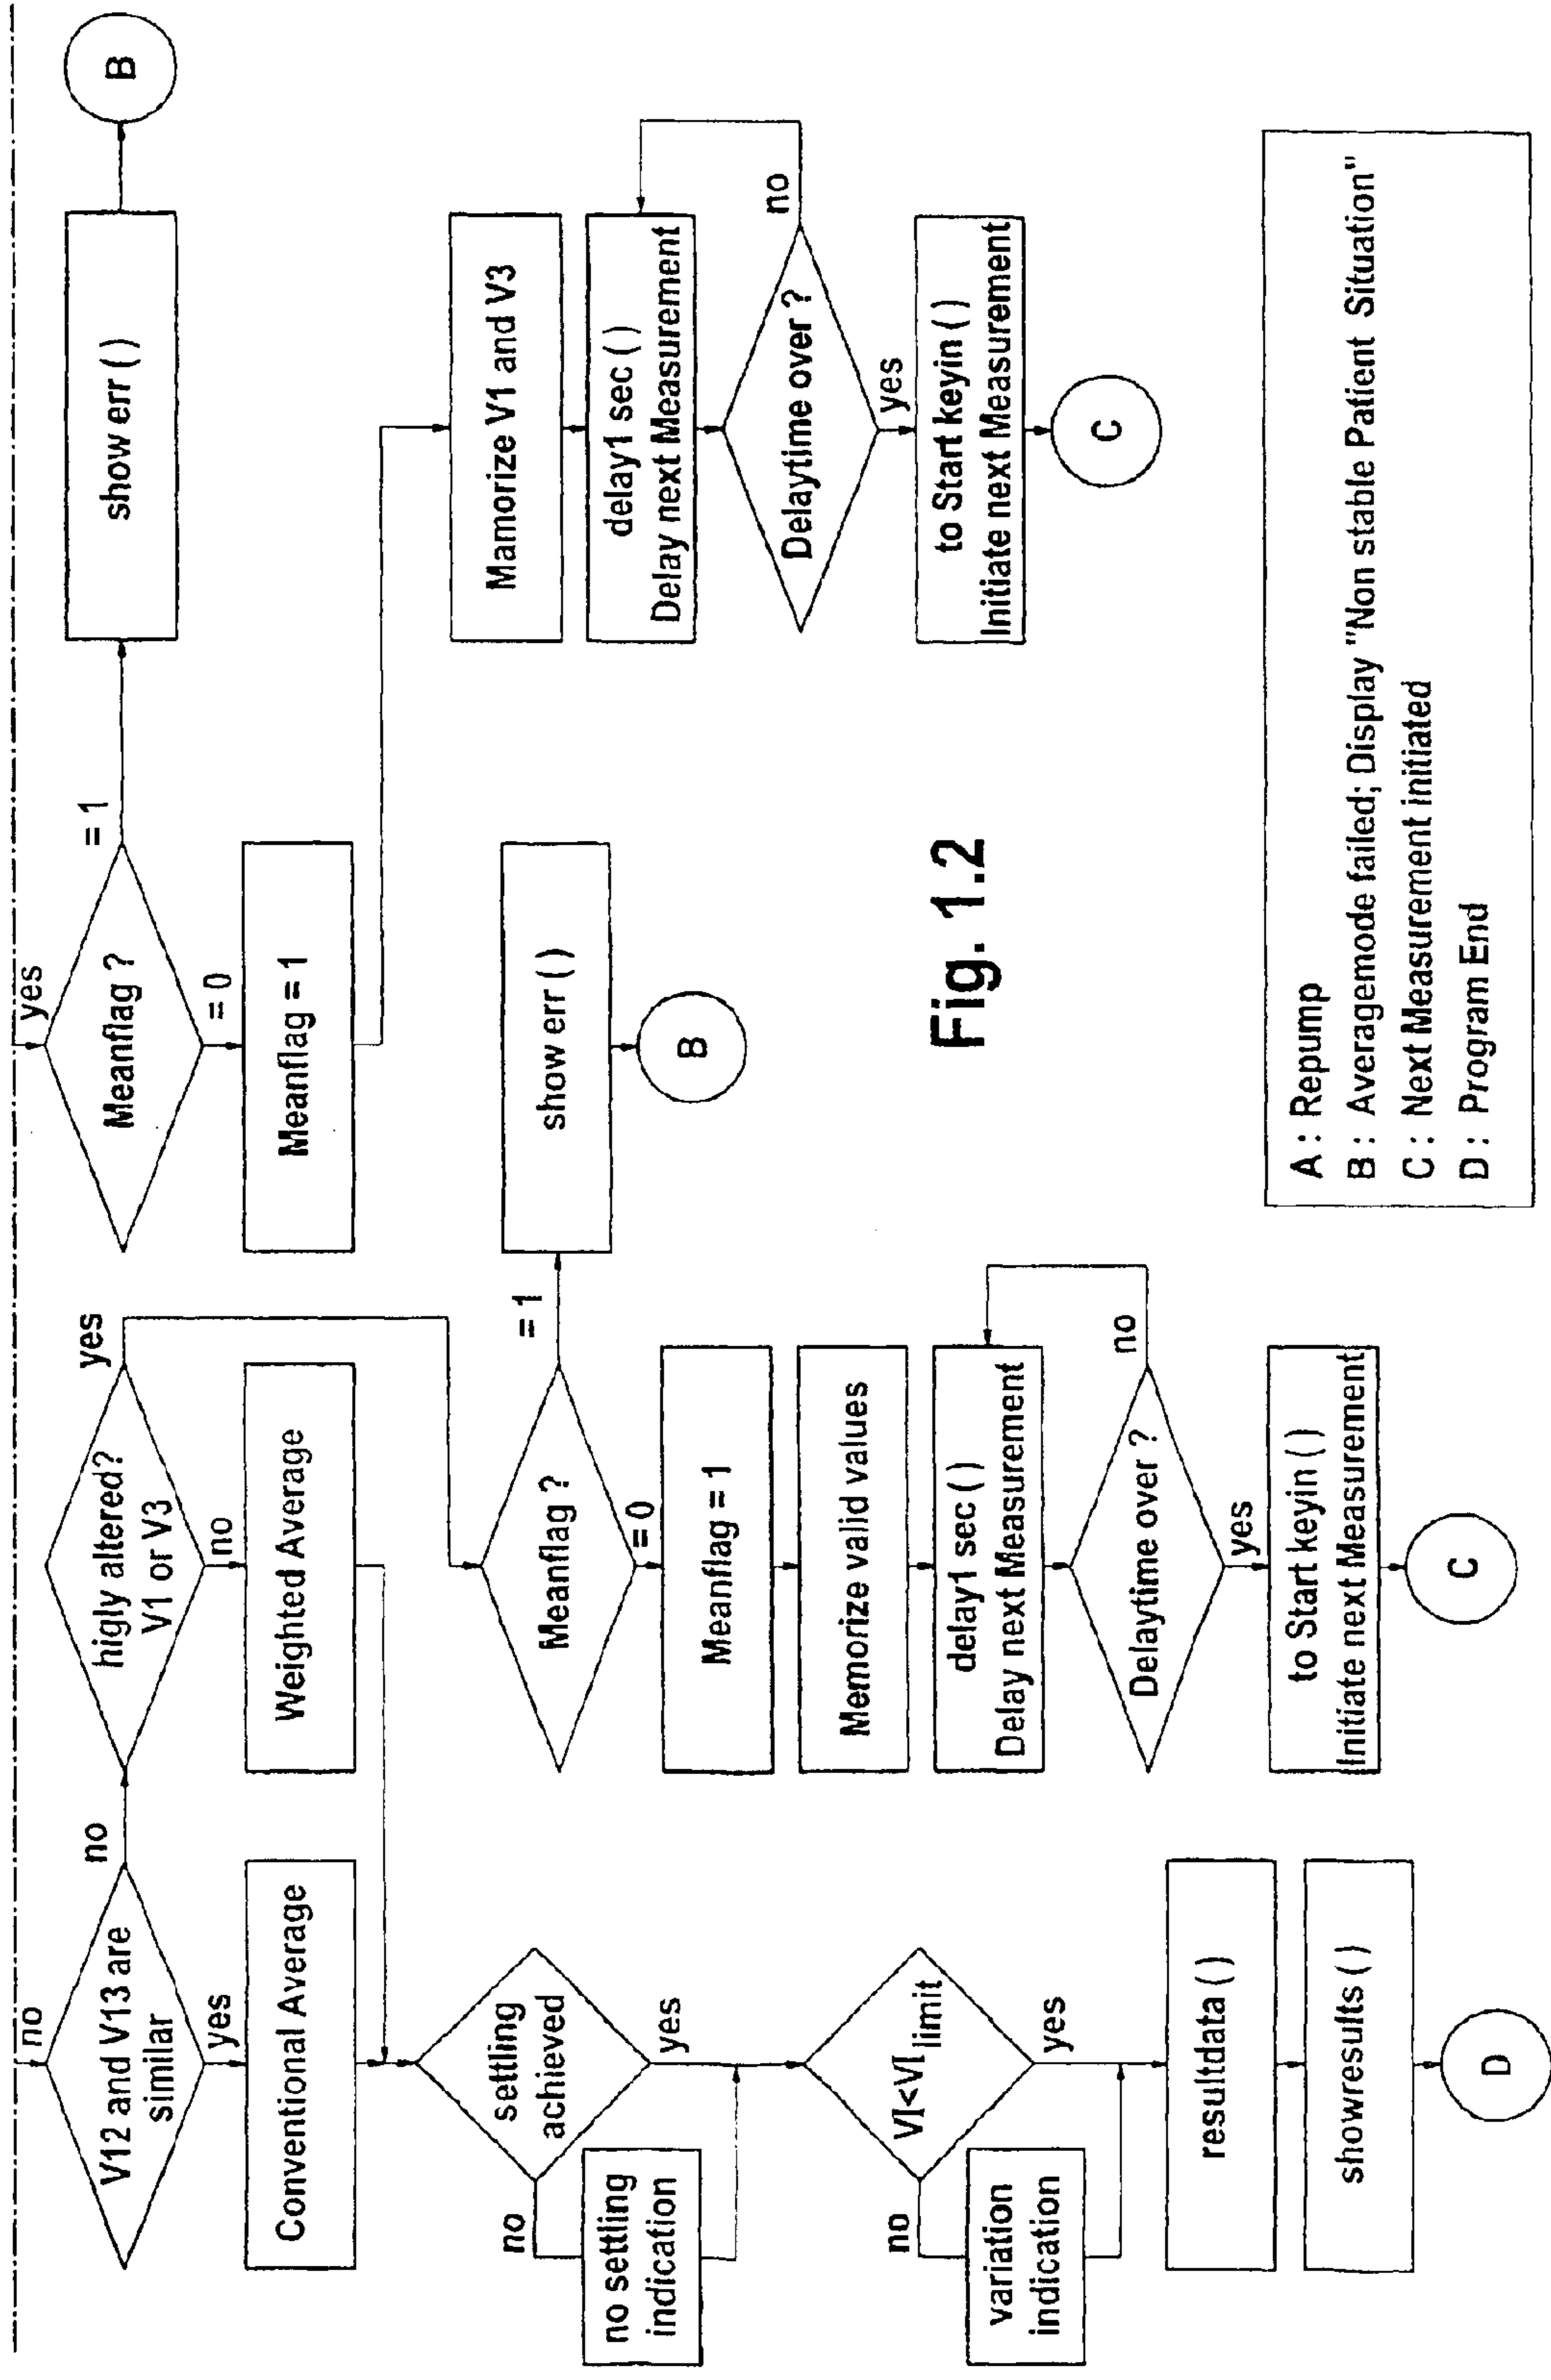 no
V12 and V13 are
similar
no
yes
Conventional Average
settling
achieved
no
yes
no settling
indication
VI<VIlimit
no
yes
variation
indication
resultdata ( )
showresults ( )
D
higly altered?
V1 or V3
yes
no
Weighted Average
Meanflag ?
= 1
=0
show err ( )
B
Meanflag = 1
Memorize valid values
delay1 sec ( )
Delay next Measurement
Delaytime over ?
no
yes
to Start keyin ( )
Initiate next Measurement
C
yes
Meanflag ?
= 1
= 0
show err ( )
B
Meanflag = 1
Mamorize V1 and V3
delay1 sec ( )
Delay next Measurement
Delaytime over ?
no
yes
to Start keyin ( )
Initiate next Measurement
C
Fig. 1.2
A : Repump
B : Averagemode failed; Display "Non stable Patient Situation"
C : Next Measurement initiated
D : Program End